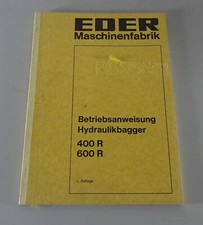 EDER
Maschinenfabrik
Betriebsanweisung
Hydraulikbagger
400 R
600 R